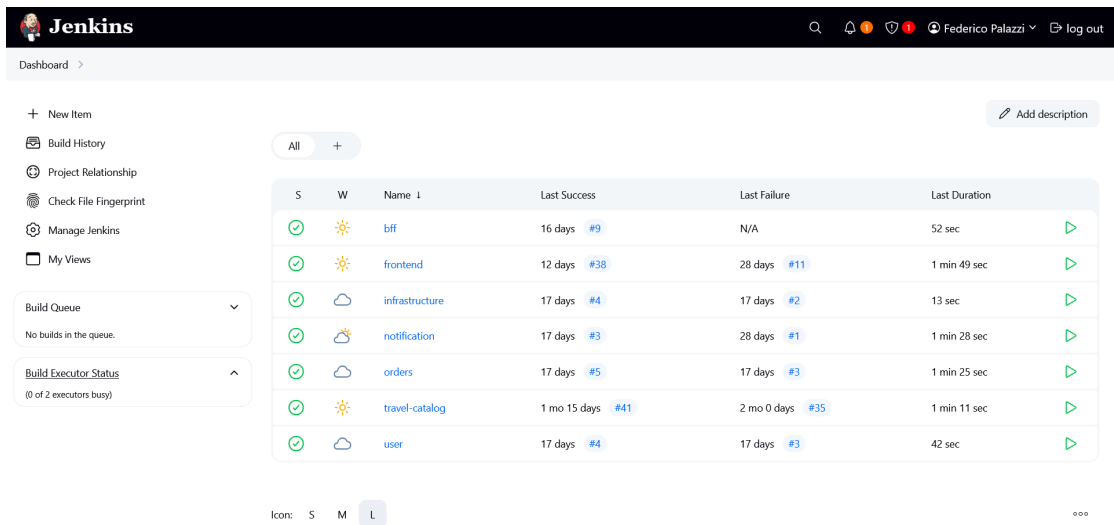 Jenkins 1 1 Federico Palazzi log out
Dashboard
New Item
Build History
Project Relationship
Check File Fingerprint
Manage Jenkins
My Views
Build Queue
No builds in the queue.
Build Executor Status
(0 of 2 executors busy)
Add description
All +
S W Name ↓ Last Success Last Failure Last Duration
bff 16 days #9 N/A 52 sec
frontend 12 days #38 28 days #11 1 min 49 sec
infrastructure 17 days #4 17 days #2 13 sec
notification 17 days #3 28 days #1 1 min 28 sec
orders 17 days #5 17 days #3 1 min 25 sec
travel-catalog 1 mo 15 days #41 2 mo 0 days #35 1 min 11 sec
user 17 days #4 17 days #3 42 sec
Icon: S M L